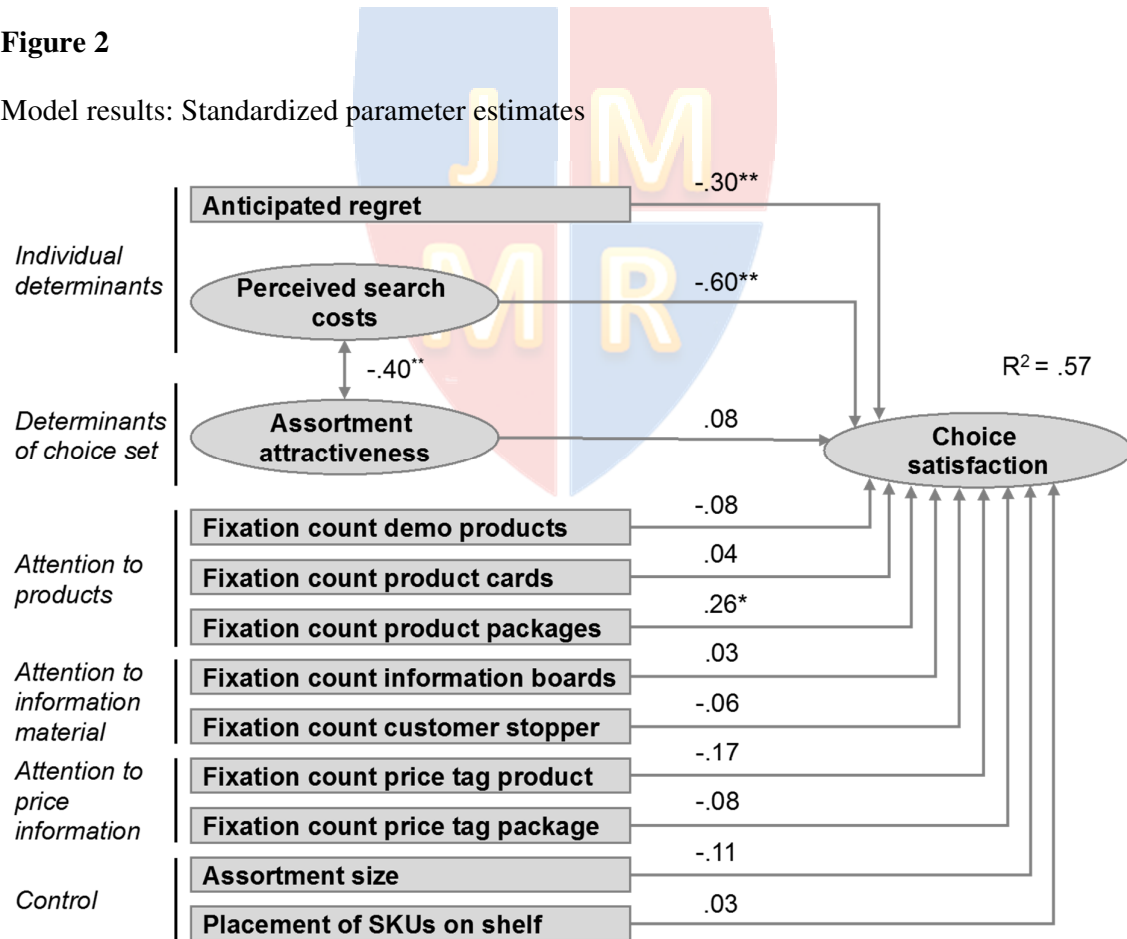 Figure 2
Model results: Standardized parameter estimates
J M
M R
Individual
determinants
Anticipated regret
-.30**
Perceived search
costs
-.60**
-.40**
R2 = .57
Determinants
of choice set
Assortment
attractiveness
.08
Choice
satisfaction
Attention to
products
Fixation count demo products
-.08
Fixation count product cards
.04
Fixation count product packages
.26*
Attention to
information
material
Fixation count information boards
.03
Fixation count customer stopper
-.06
Attention to
price
information
Fixation count price tag product
-.17
Fixation count price tag package
-.08
Control
Assortment size
-.11
Placement of SKUs on shelf
.03